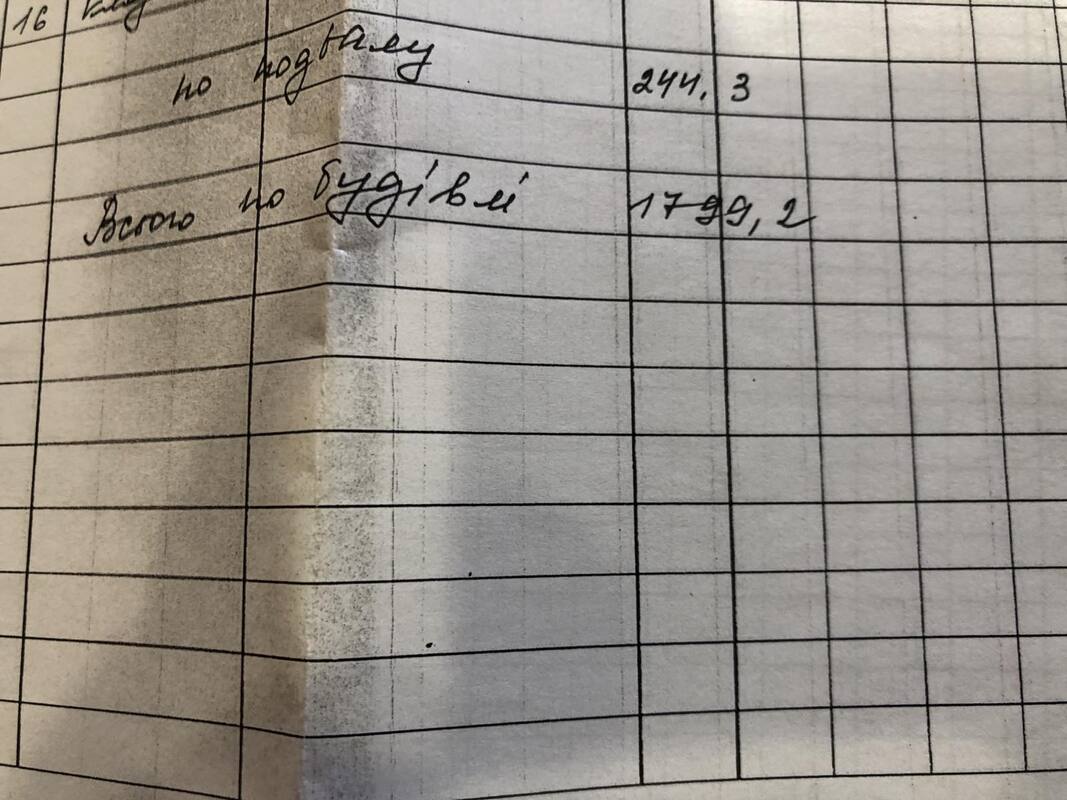 16
по подвалу 244,3
Всього по будівлі 1799,2